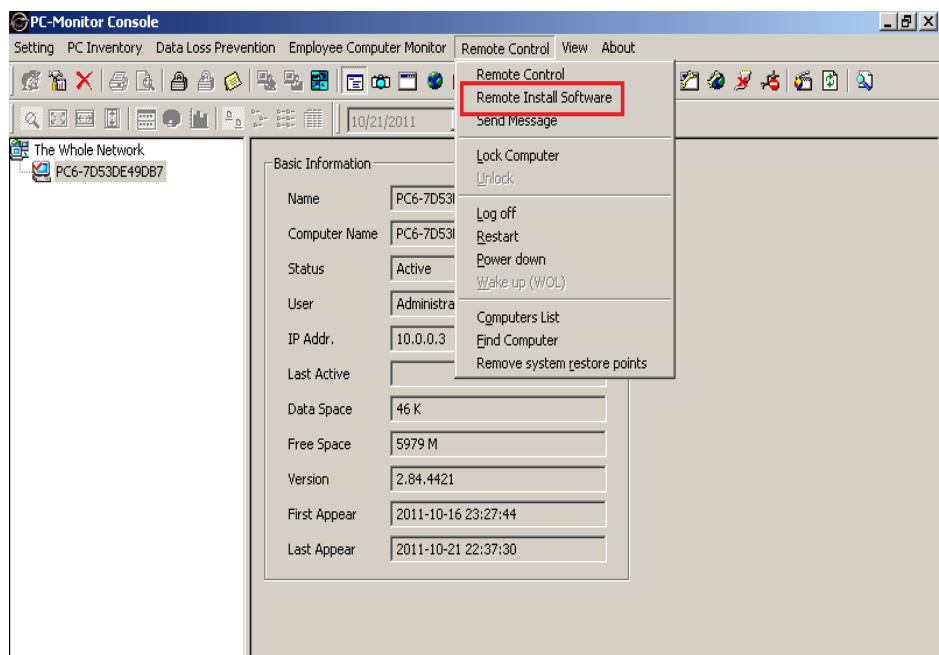 PC-Monitor Console
Setting PC Inventory Data Loss Prevention Employee Computer Monitor Remote Control View About
Remote Control
Remote Install Software
Send Message
Lock Computer
Unlock
Log off
Restart
Power down
Wake up (WOL)
Computers List
Find Computer
Remove system restore points
10/21/2011
The Whole Network
PC6-7D53DE49DB7
Basic Information
Name PC6-7D53
Computer Name PC6-7D53
Status Active
User Administra
IP Addr. 10.0.0.3
Last Active
Data Space 46 K
Free Space 5979 M
Version 2.84.4421
First Appear 2011-10-16 23:27:44
Last Appear 2011-10-21 22:37:30